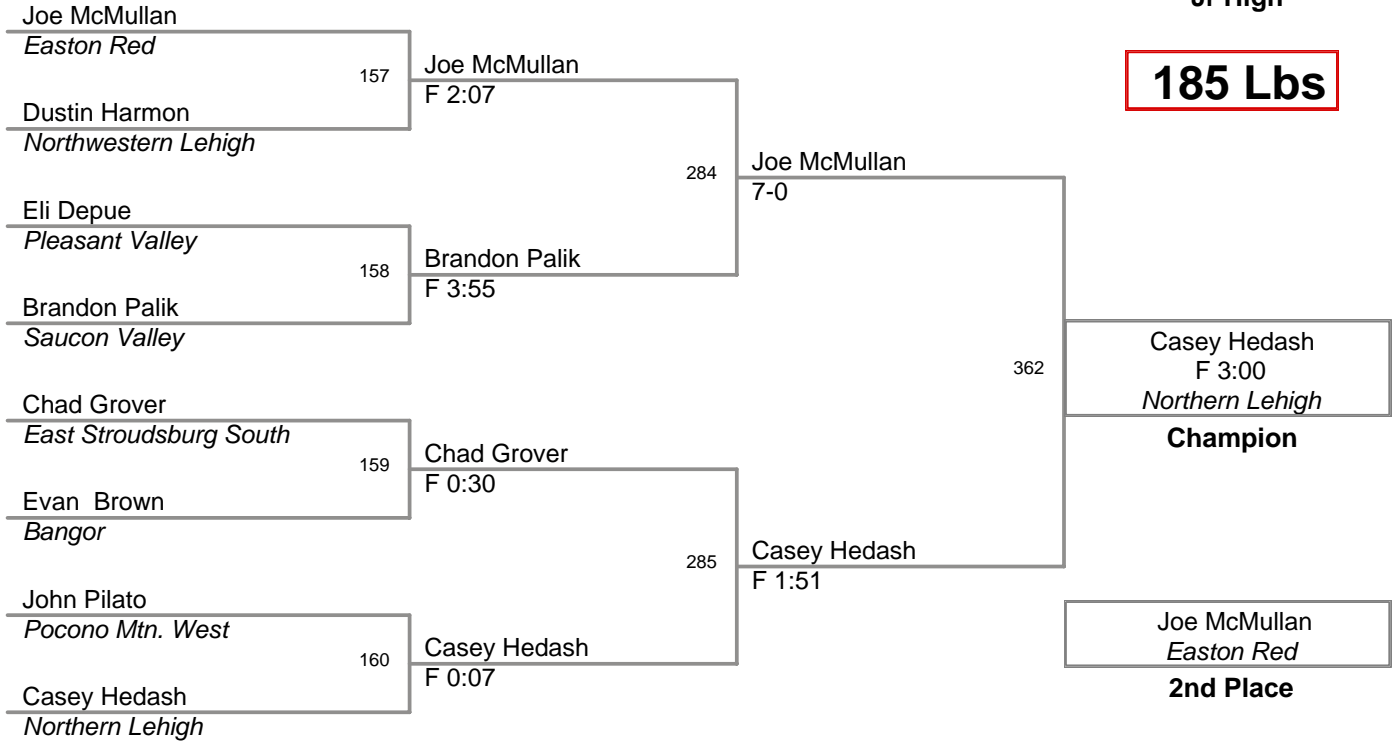 Jr High
185 Lbs
Joe McMullan
Easton Red
157
Dustin Harmon
Northwestern Lehigh
Joe McMullan
F 2:07
Eli Depue
Pleasant Valley
158
Brandon Palik
Saucon Valley
Brandon Palik
F 3:55
284
Joe McMullan
7-0
Chad Grover
East Stroudsburg South
159
Evan  Brown
Bangor
Chad Grover
F 0:30
John Pilato
Pocono Mtn. West
160
Casey Hedash
Northern Lehigh
Casey Hedash
F 0:07
285
Casey Hedash
F 1:51
362
Casey Hedash
F 3:00
Northern Lehigh
Champion
Joe McMullan
Easton Red
2nd Place